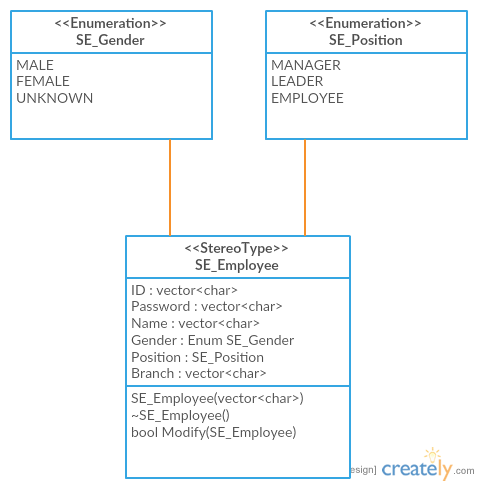 <<Enumeration>>
SE_Gender
MALE
FEMALE
UNKNOWN
<<Enumeration>>
SE_Position
MANAGER
LEADER
EMPLOYEE
<<StereoType>>
SE_Employee
ID : vector<char>
Password : vector<char>
Name : vector<char>
Gender : Enum SE_Gender
Position : SE_Position
Branch : vector<char>
SE_Employee(vector<char>)
~SE_Employee()
bool Modify(SE_Employee)
esign] creately.com